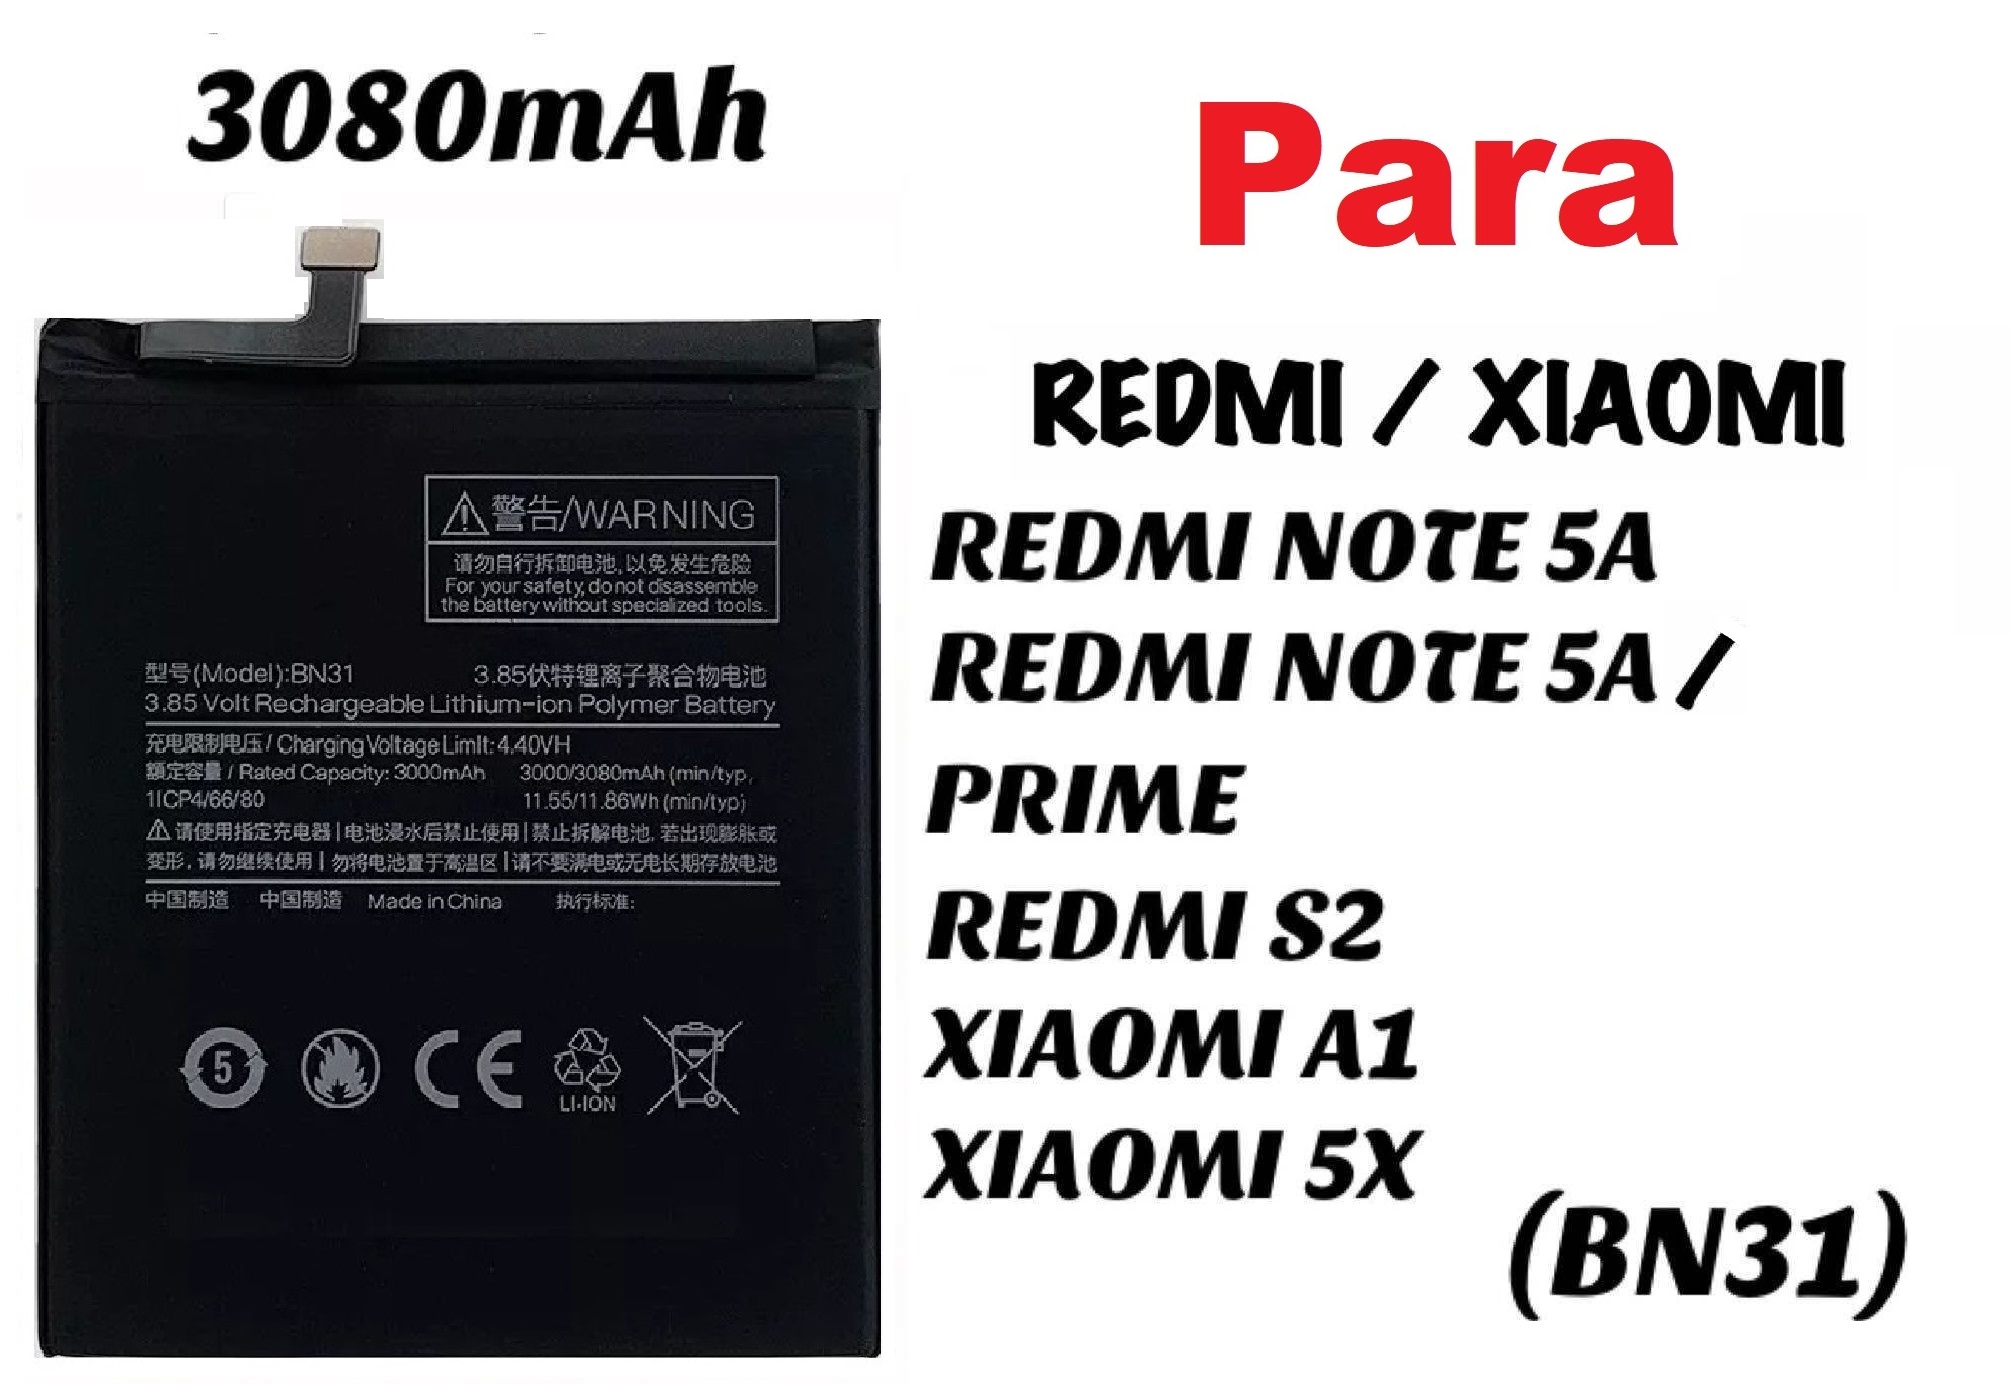 3080mAh
Para
REDMI / XIAOMI
REDMI NOTE 5A
REDMI NOTE 5A /
PRIME
REDMI S2
XIAOMI A1
XIAOMI 5X
(BN31)
警告/WARNING
请勿自行拆卸电池,以免发生危险
For your safety, do not disassemble
the battery without specialized tools.
型号(Model):BN31 3.85伏特锂离子聚合物电池
3.85 Volt Rechargeable Lithium-ion Polymer Battery
充电限制电压/Charging Voltage LimIt: 4.40VH
額定容量/Rated Capacity: 3000mAh 3000/3080mAh (min/typ,
1ICP4/66/80 11.55/11.86Wh (min/typ)
请使用指定充电器|电池浸水后禁止使用|禁止拆解电池, 若出现膨胀或
变形, 请勿继续使用|勿将电池置于高温区|请不要满电或无电长期存放电池
中国制造 中国制造 Made in China 执行标准:
5
CE
LI-ION